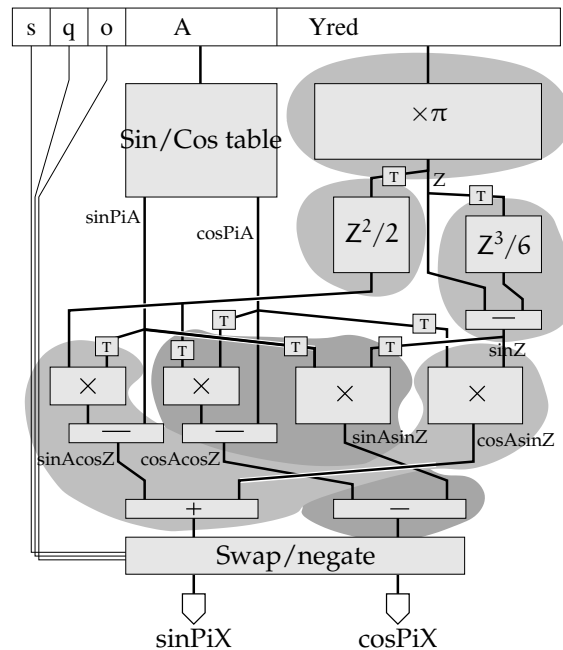 s q o A Yred
Sin/Cos table
×π
T
Z
T
sinPiA
cosPiA
Z²/2
Z³/6
—
T
T
sinZ
T
T
T
T
×
×
×
×
—
—
sinAsinZ
cosAsinZ
sinAcosZ
cosAcosZ
+
—
Swap/negate
sinPiX
cosPiX